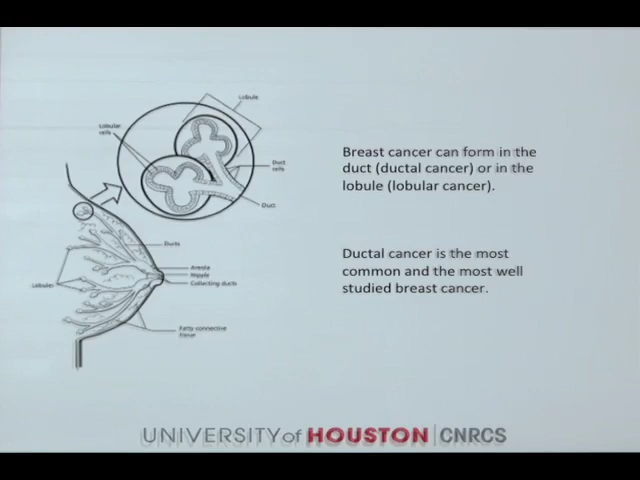 Lobule
Lobular
cells
Duct
cells
Duct
Ducts
Areola
Nipple
Collecting ducts
Lobules
Fatty connective
tissue
Breast cancer can form in the
duct (ductal cancer) or in the
lobule (lobular cancer).
Ductal cancer is the most
common and the most well
studied breast cancer.
UNIVERSITY of HOUSTON | CNRCS